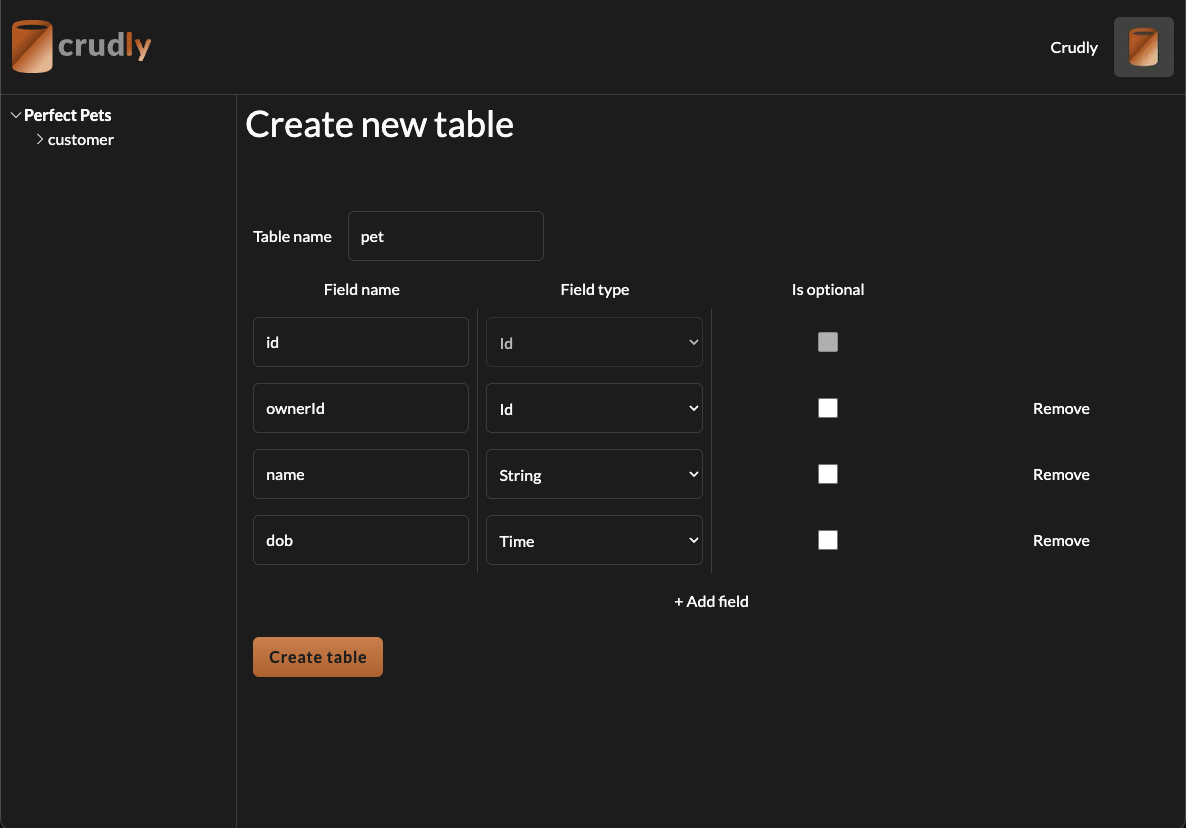 crudly
Crudly
Perfect Pets
customer
Create new table
Table name pet
Field name Field type Is optional
id Id
ownerId Id Remove
name String Remove
dob Time Remove
+ Add field
Create table